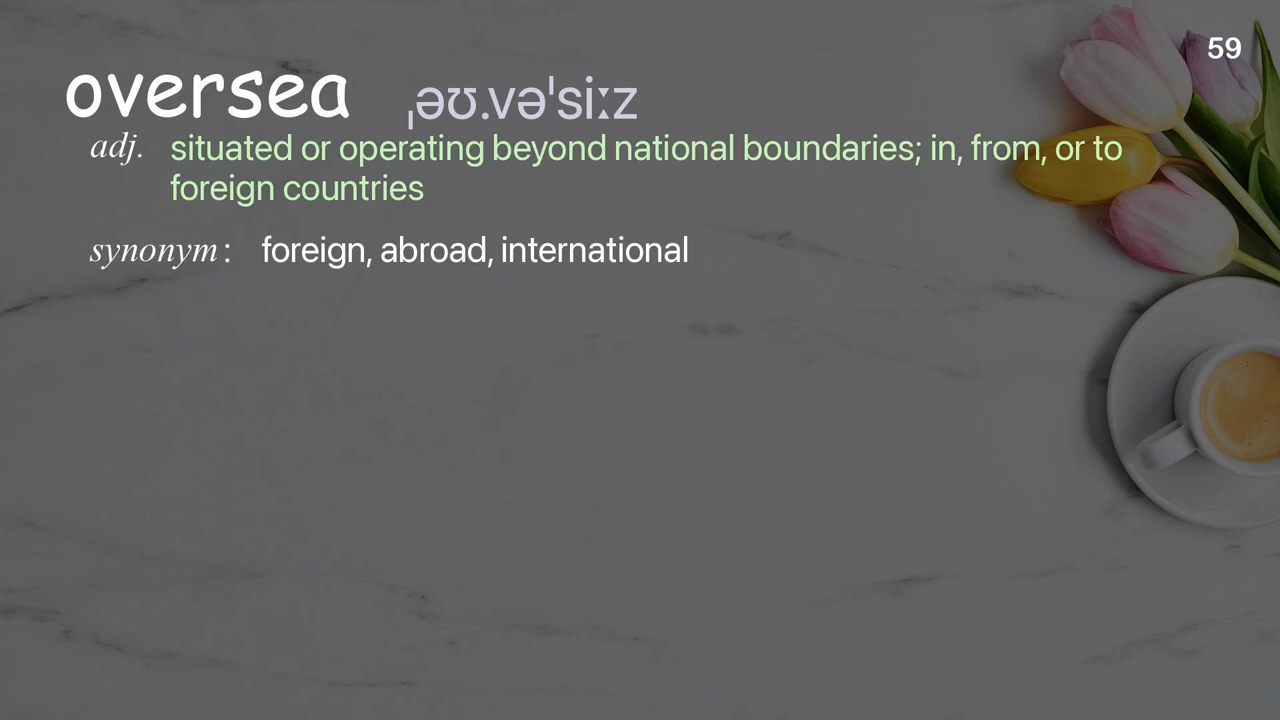 59
oversea ˌəʊ.vəˈsiːz
adj. situated or operating beyond national boundaries; in, from, or to
foreign countries
synonym : foreign, abroad, international